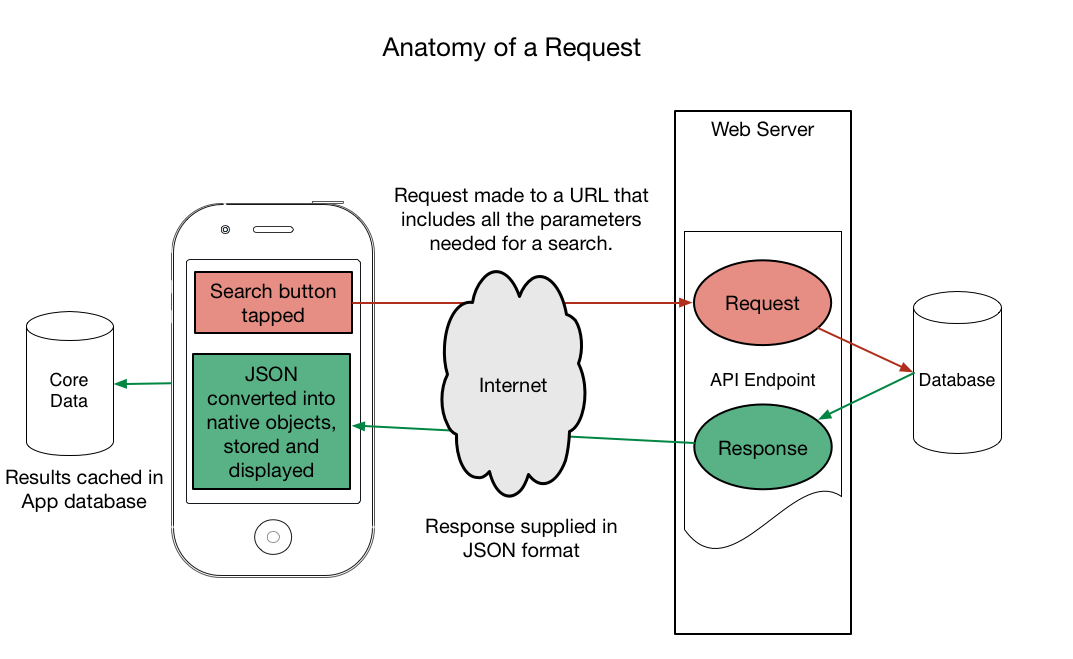 Anatomy of a Request
Web Server
Request made to a URL that
includes all the parameters
needed for a search.
Search button
tapped
Request
Internet
API Endpoint
Database
Core
Data
JSON
converted into
native objects,
stored and
displayed
Response
Results cached in
App database
Response supplied in
JSON format